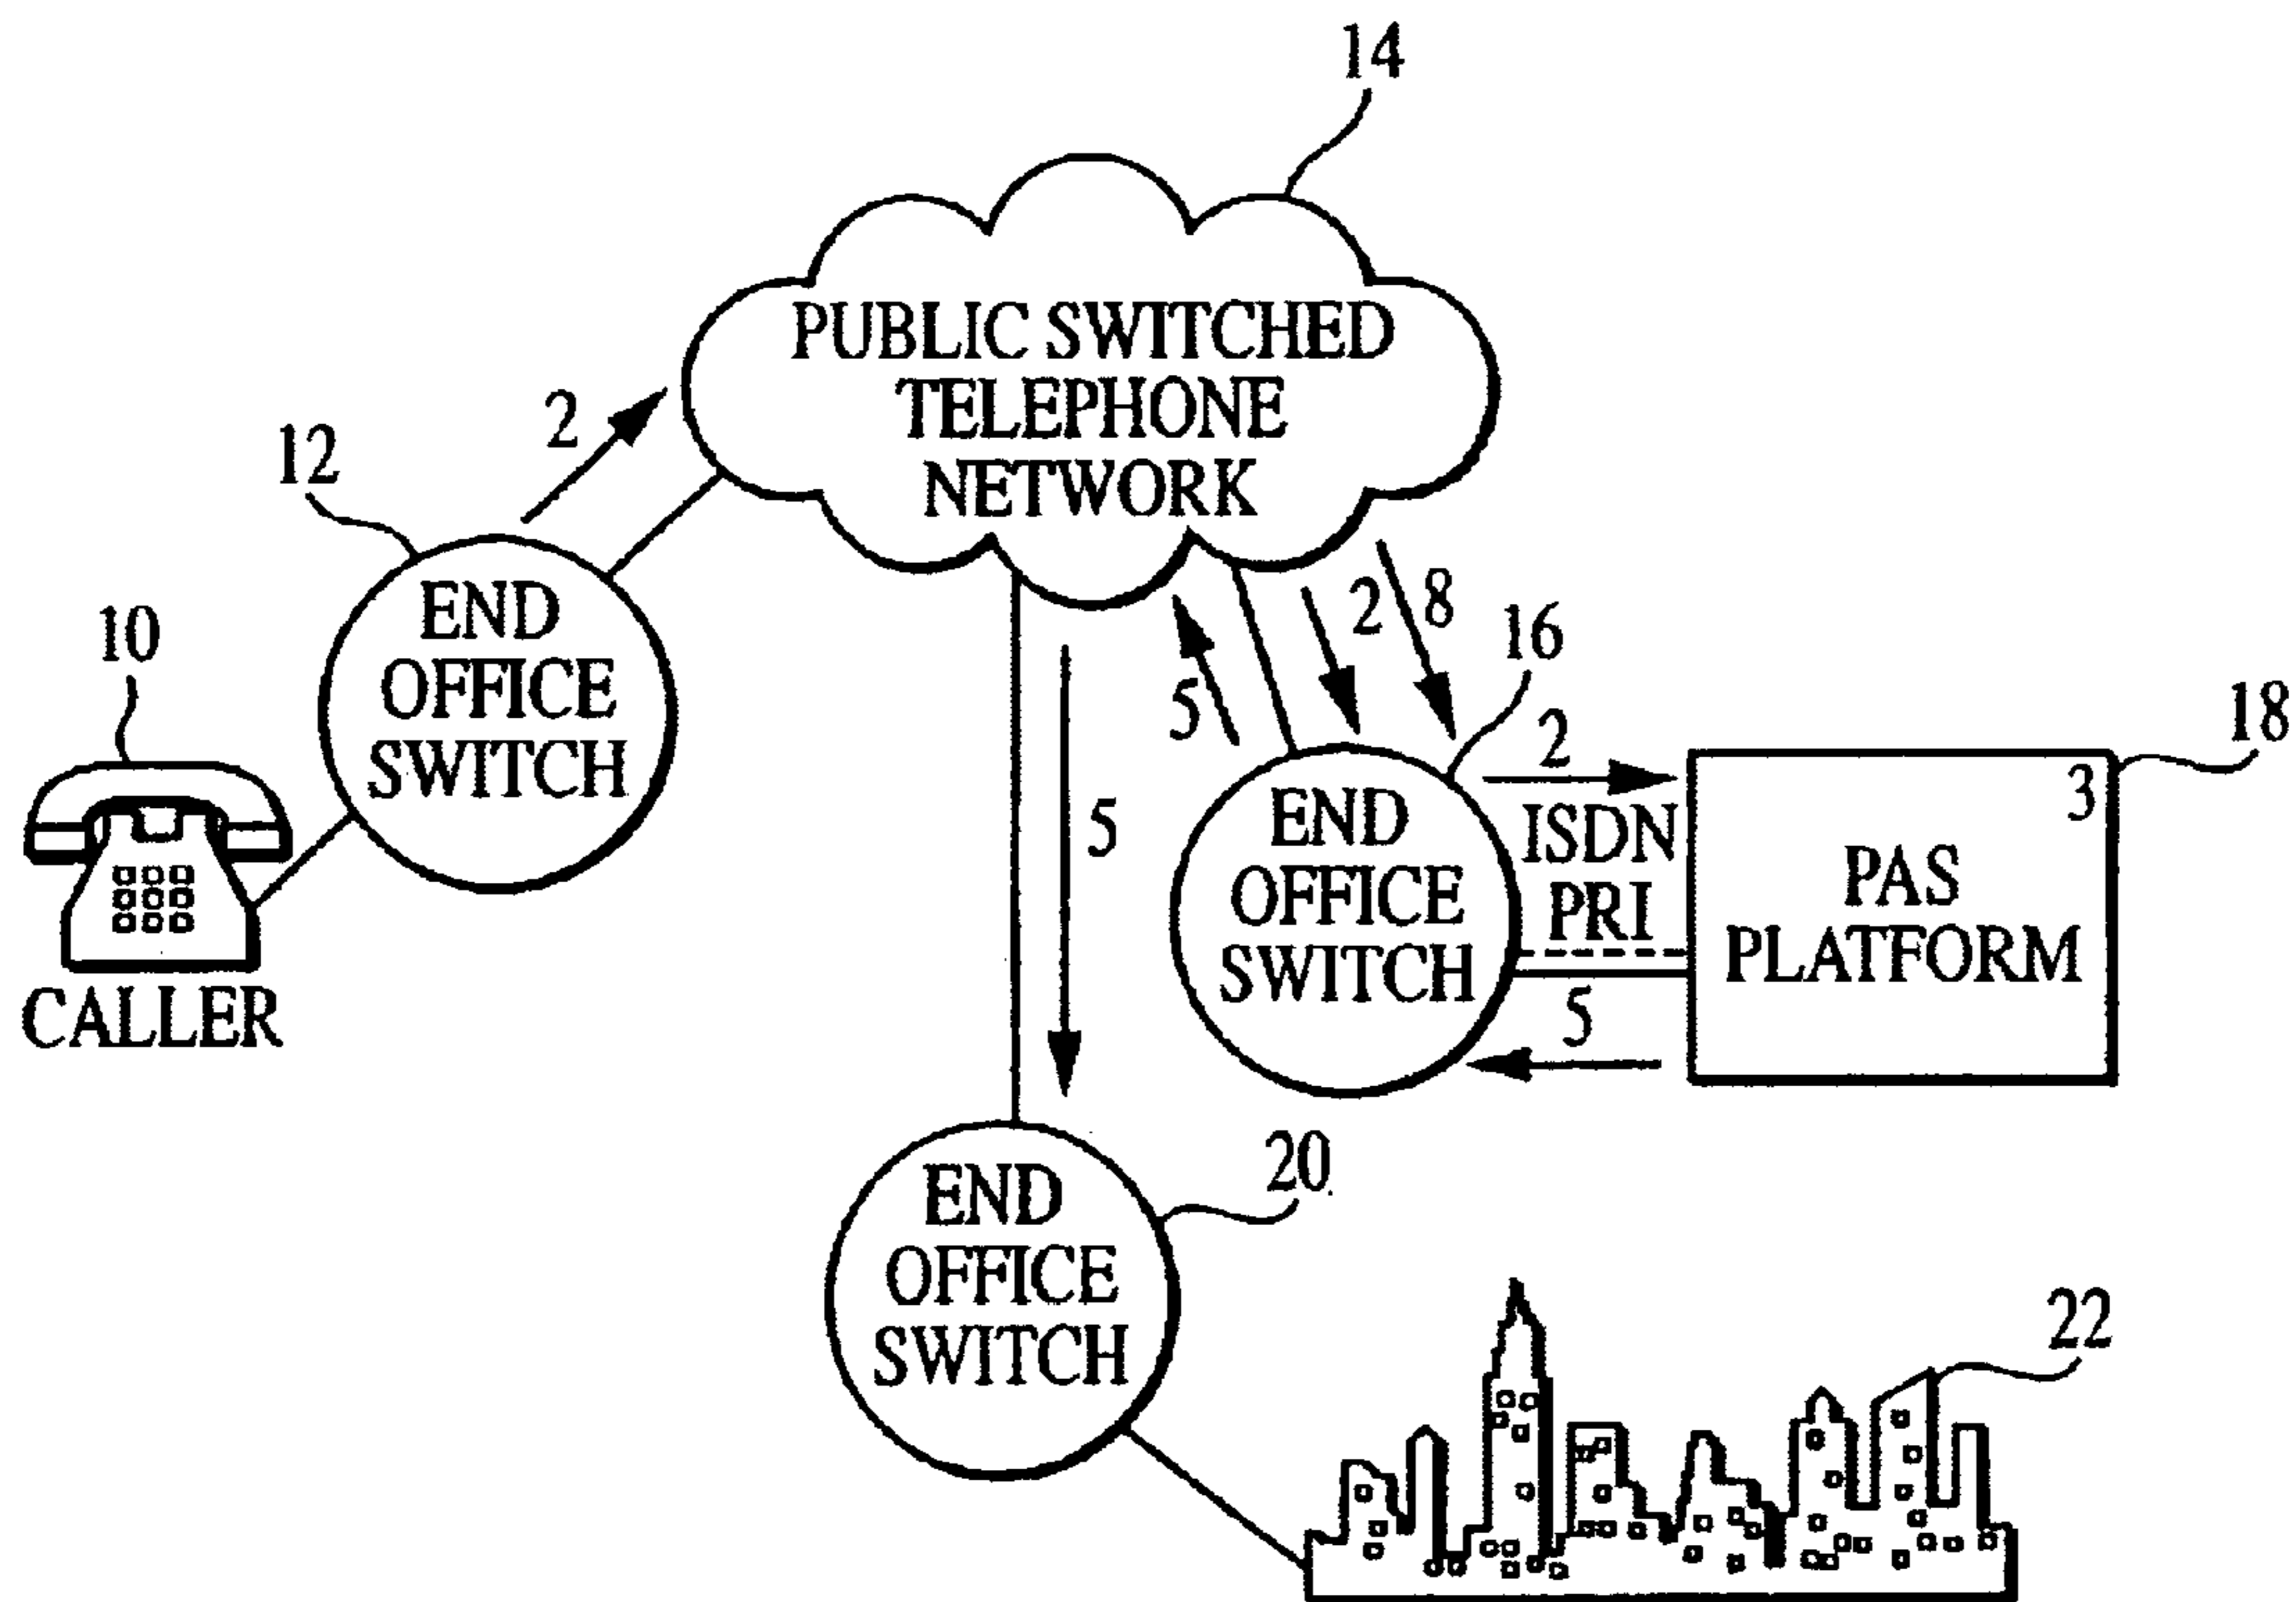 14
PUBLIC SWITCHED
TELEPHONE
NETWORK
2
12
END
OFFICE
SWITCH
10
CALLER
2
8
5
16
2
18
3
5
END
OFFICE
SWITCH
ISDN
PRI
PAS
PLATFORM
5
20
END
OFFICE
SWITCH
22